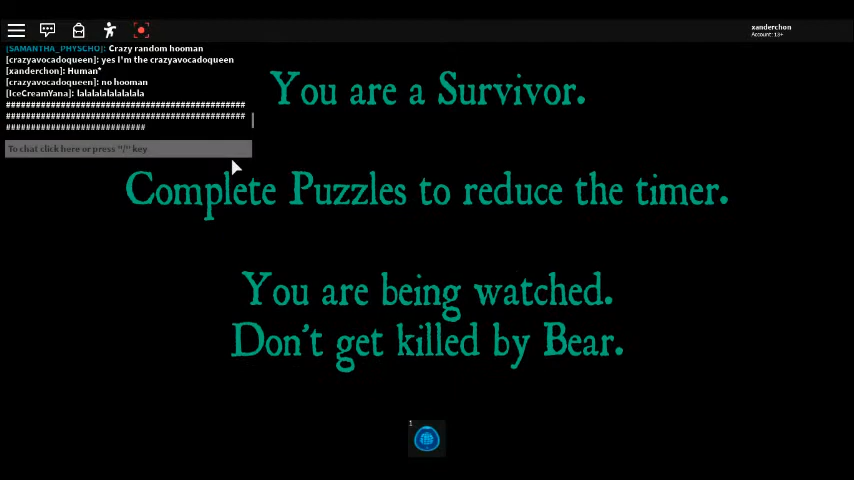 xanderchon
Account: 13+
[SAMANTHA_PHYSCHO]: Crazy random hooman
[crazyavocadoqueen]: yes I'm the crazyavocadoqueen
[xanderchon]: Human*
[crazyavocadoqueen]: no hooman
[IceCreamYana]: lalalalalalalalala
################################################
################################################
############################
To chat click here or press "/" key
You are a Survivor.
Complete Puzzles to reduce the timer.
You are being watched.
Don't get killed by Bear.
1